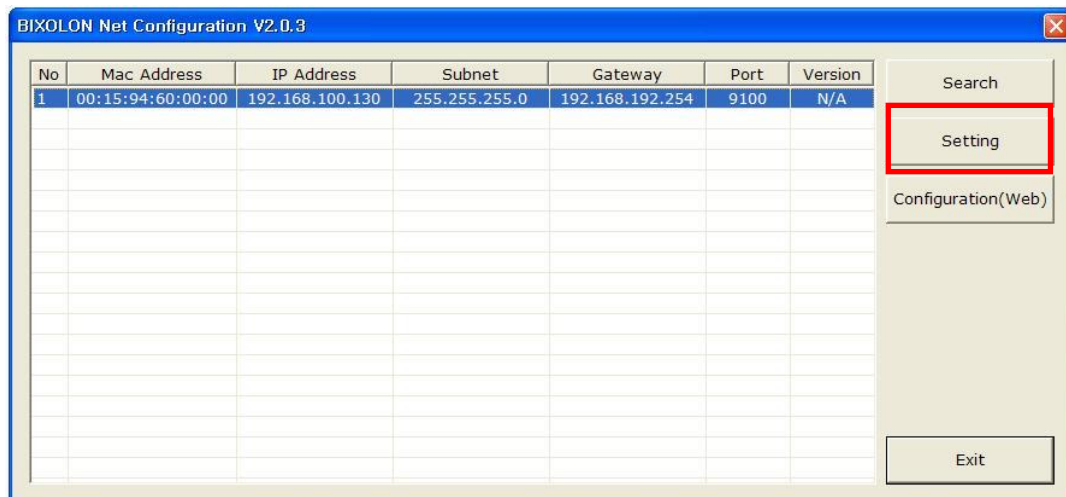 BIXOLON Net Configuration V2.0.3
No Mac Address IP Address Subnet Gateway Port Version
1 00:15:94:60:00:00 192.168.100.130 255.255.255.0 192.168.192.254 9100 N/A
Search
Setting
Configuration(Web)
Exit